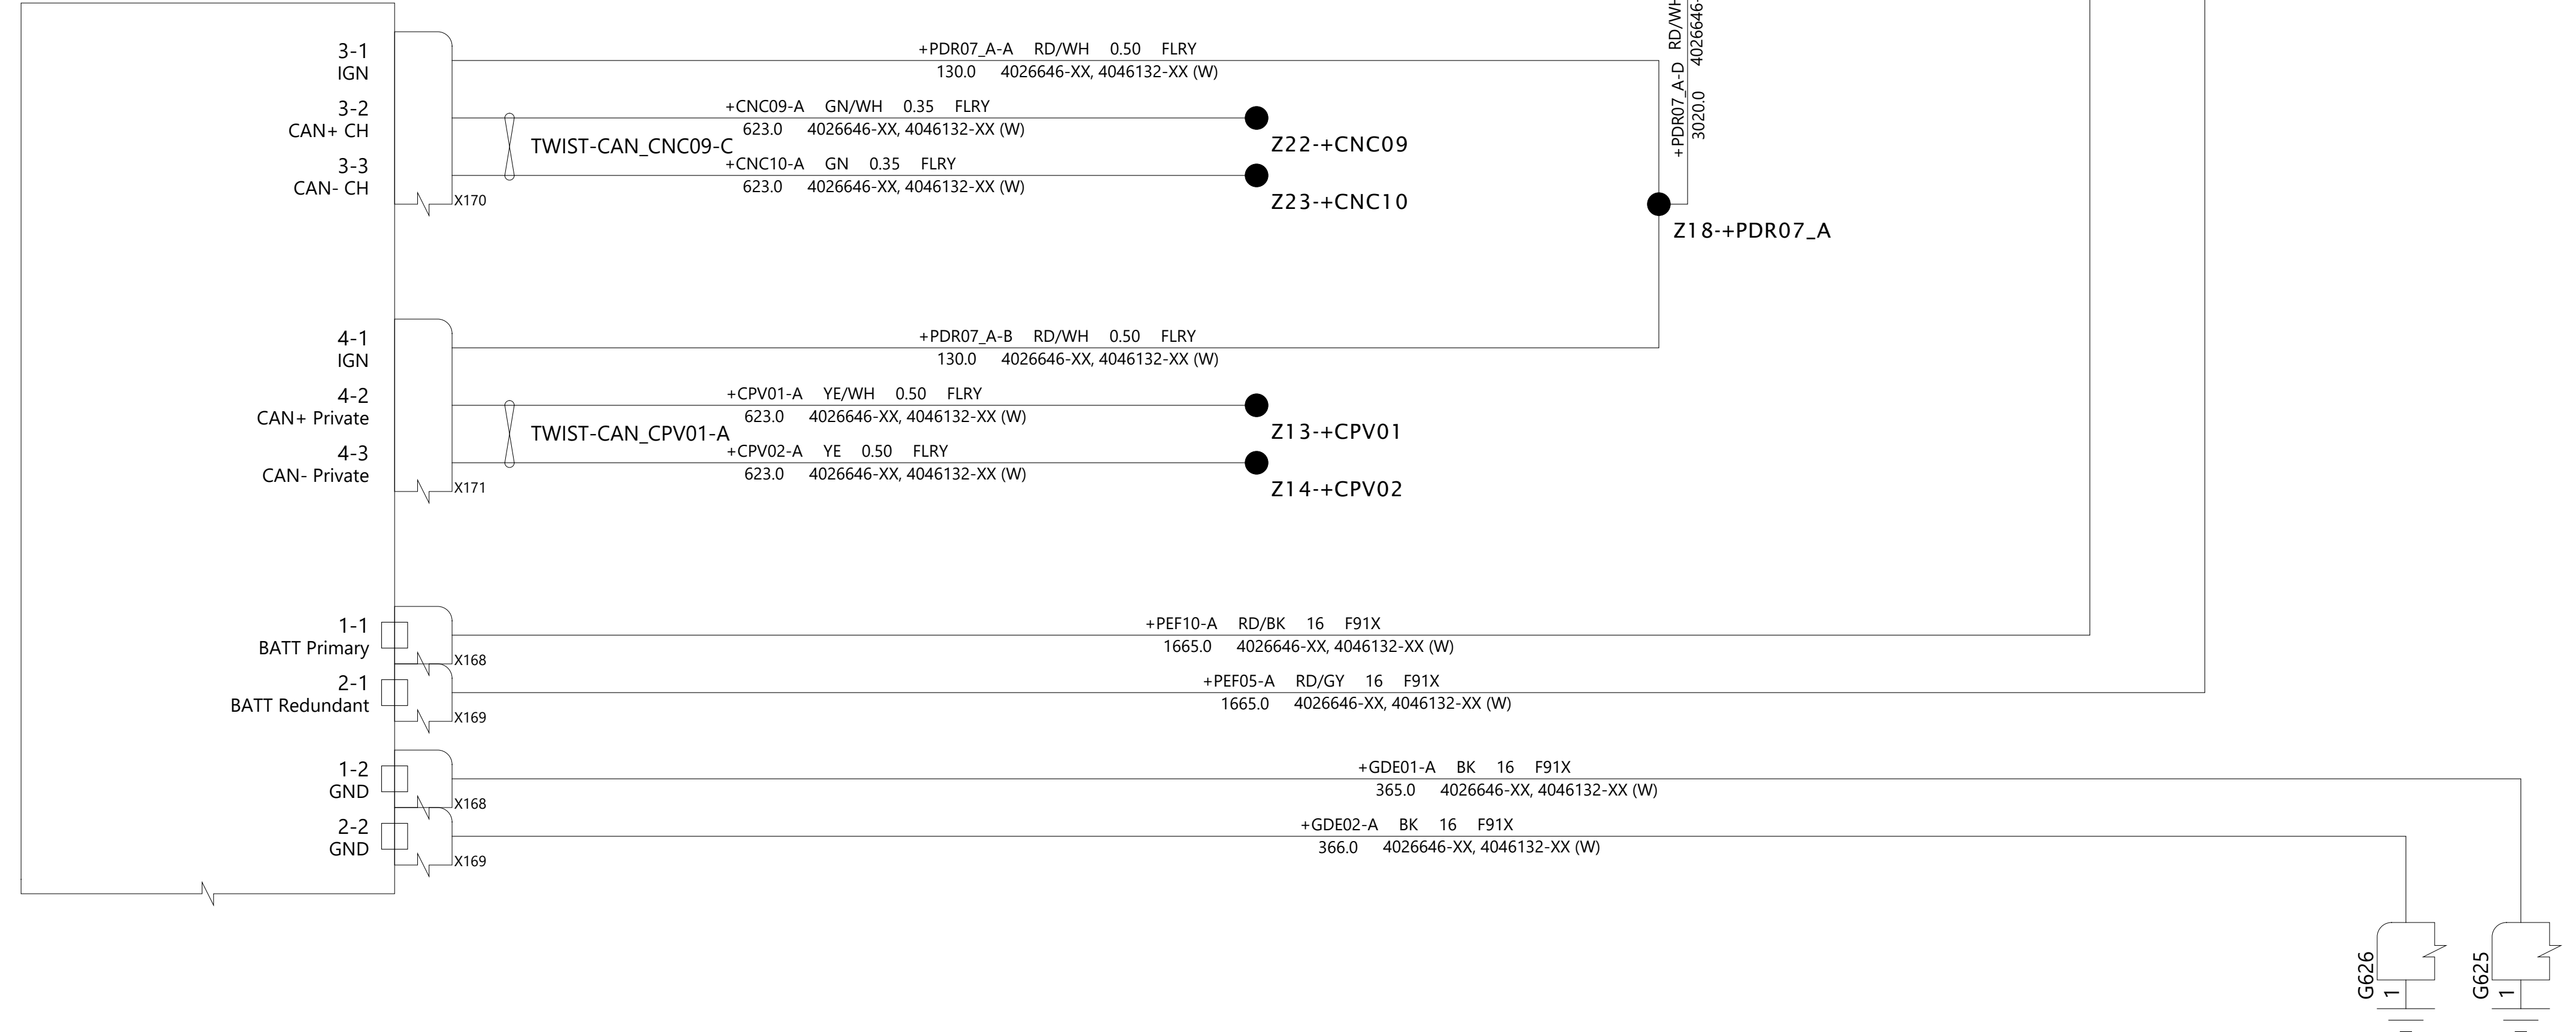 3-1
IGN
+PDR07_A-A RD/WH 0.50 FLRY
130.0 4026646-XX, 4046132-XX (W)
3-2
CAN+ CH
+CNC09-A GN/WH 0.35 FLRY
623.0 4026646-XX, 4046132-XX (W)
TWIST-CAN_CNC09-C
Z22-+CNC09
3-3
CAN- CH
+CNC10-A GN 0.35 FLRY
623.0 4026646-XX, 4046132-XX (W)
Z23-+CNC10
X170
+PDR07_A-D RD/WH
3020.0 4026646-
Z18-+PDR07_A
4-1
IGN
+PDR07_A-B RD/WH 0.50 FLRY
130.0 4026646-XX, 4046132-XX (W)
4-2
CAN+ Private
+CPV01-A YE/WH 0.50 FLRY
623.0 4026646-XX, 4046132-XX (W)
TWIST-CAN_CPV01-A
Z13-+CPV01
4-3
CAN- Private
+CPV02-A YE 0.50 FLRY
623.0 4026646-XX, 4046132-XX (W)
Z14-+CPV02
X171
1-1
BATT Primary
+PEF10-A RD/BK 16 F91X
1665.0 4026646-XX, 4046132-XX (W)
X168
2-1
BATT Redundant
+PEF05-A RD/GY 16 F91X
1665.0 4026646-XX, 4046132-XX (W)
X169
1-2
GND
+GDE01-A BK 16 F91X
365.0 4026646-XX, 4046132-XX (W)
X168
2-2
GND
+GDE02-A BK 16 F91X
366.0 4026646-XX, 4046132-XX (W)
X169
G626
1
G625
1